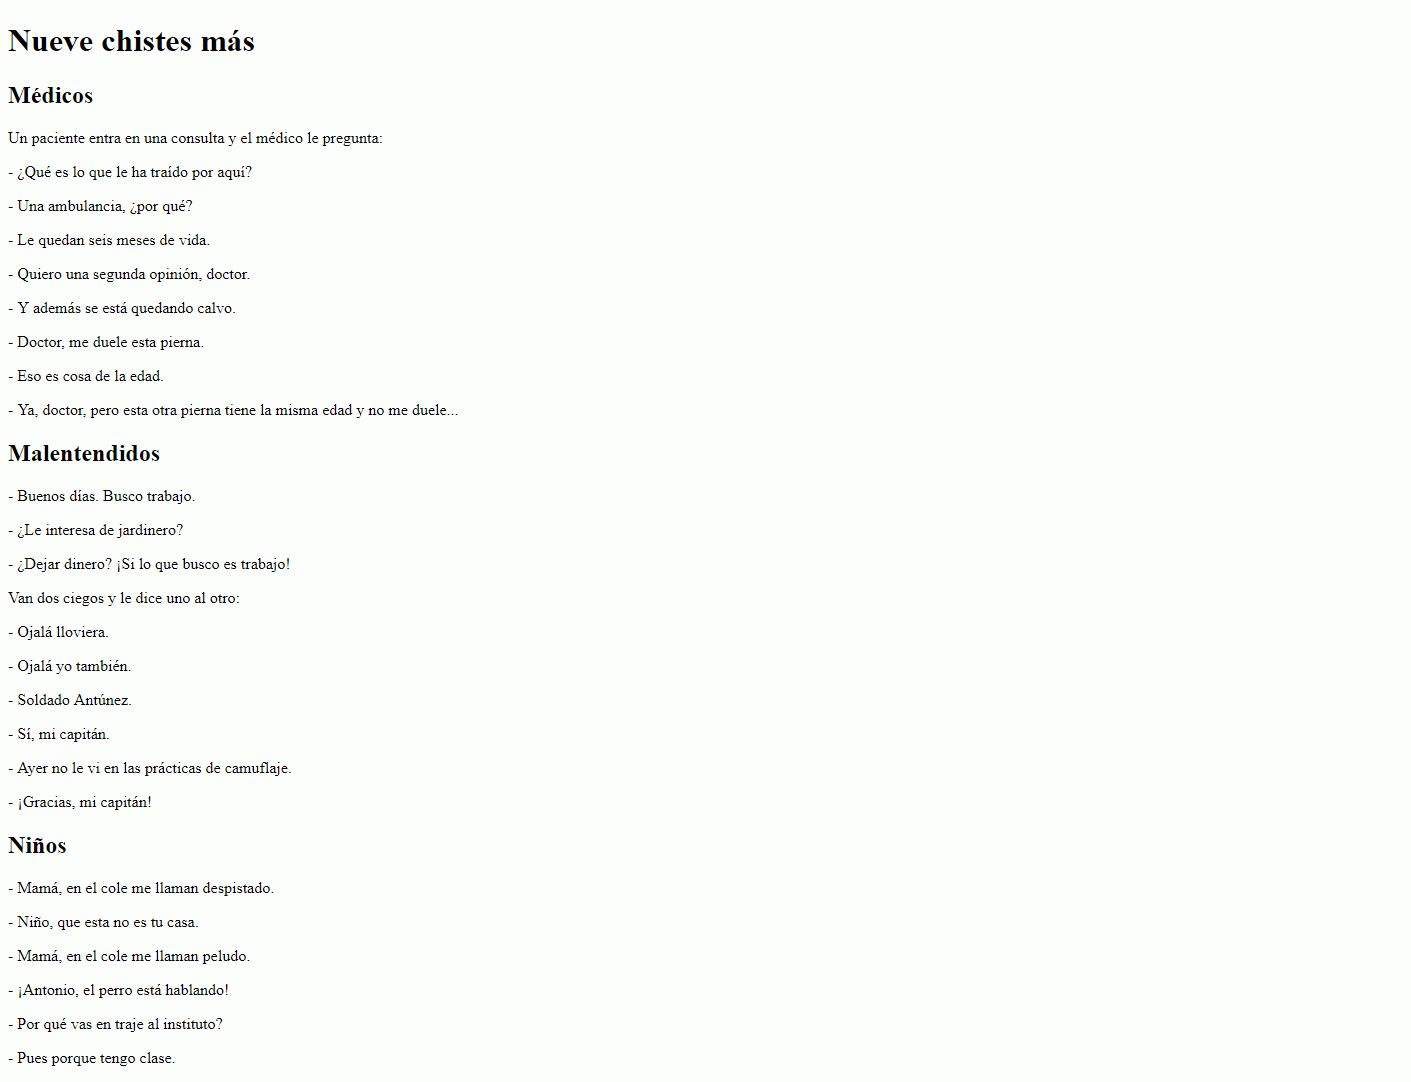 Nueve chistes más
Médicos
Un paciente entra en una consulta y el médico le pregunta:
- ¿Qué es lo que le ha traído por aquí?
- Una ambulancia, ¿por qué?
- Le quedan seis meses de vida.
- Quiero una segunda opinión, doctor.
- Y además se está quedando calvo.
- Doctor, me duele esta pierna.
- Eso es cosa de la edad.
- Ya, doctor, pero esta otra pierna tiene la misma edad y no me duele...
Malentendidos
- Buenos días. Busco trabajo.
- ¿Le interesa de jardinero?
- ¿Dejar dinero? ¡Si lo que busco es trabajo!
Van dos ciegos y le dice uno al otro:
- Ojalá lloviera.
- Ojalá yo también.
- Soldado Antúnez.
- Sí, mi capitán.
- Ayer no le vi en las prácticas de camuflaje.
- ¡Gracias, mi capitán!
Niños
- Mamá, en el cole me llaman despistado.
- Niño, que esta no es tu casa.
- Mamá, en el cole me llaman peludo.
- ¡Antonio, el perro está hablando!
- Por qué vas en traje al instituto?
- Pues porque tengo clase.